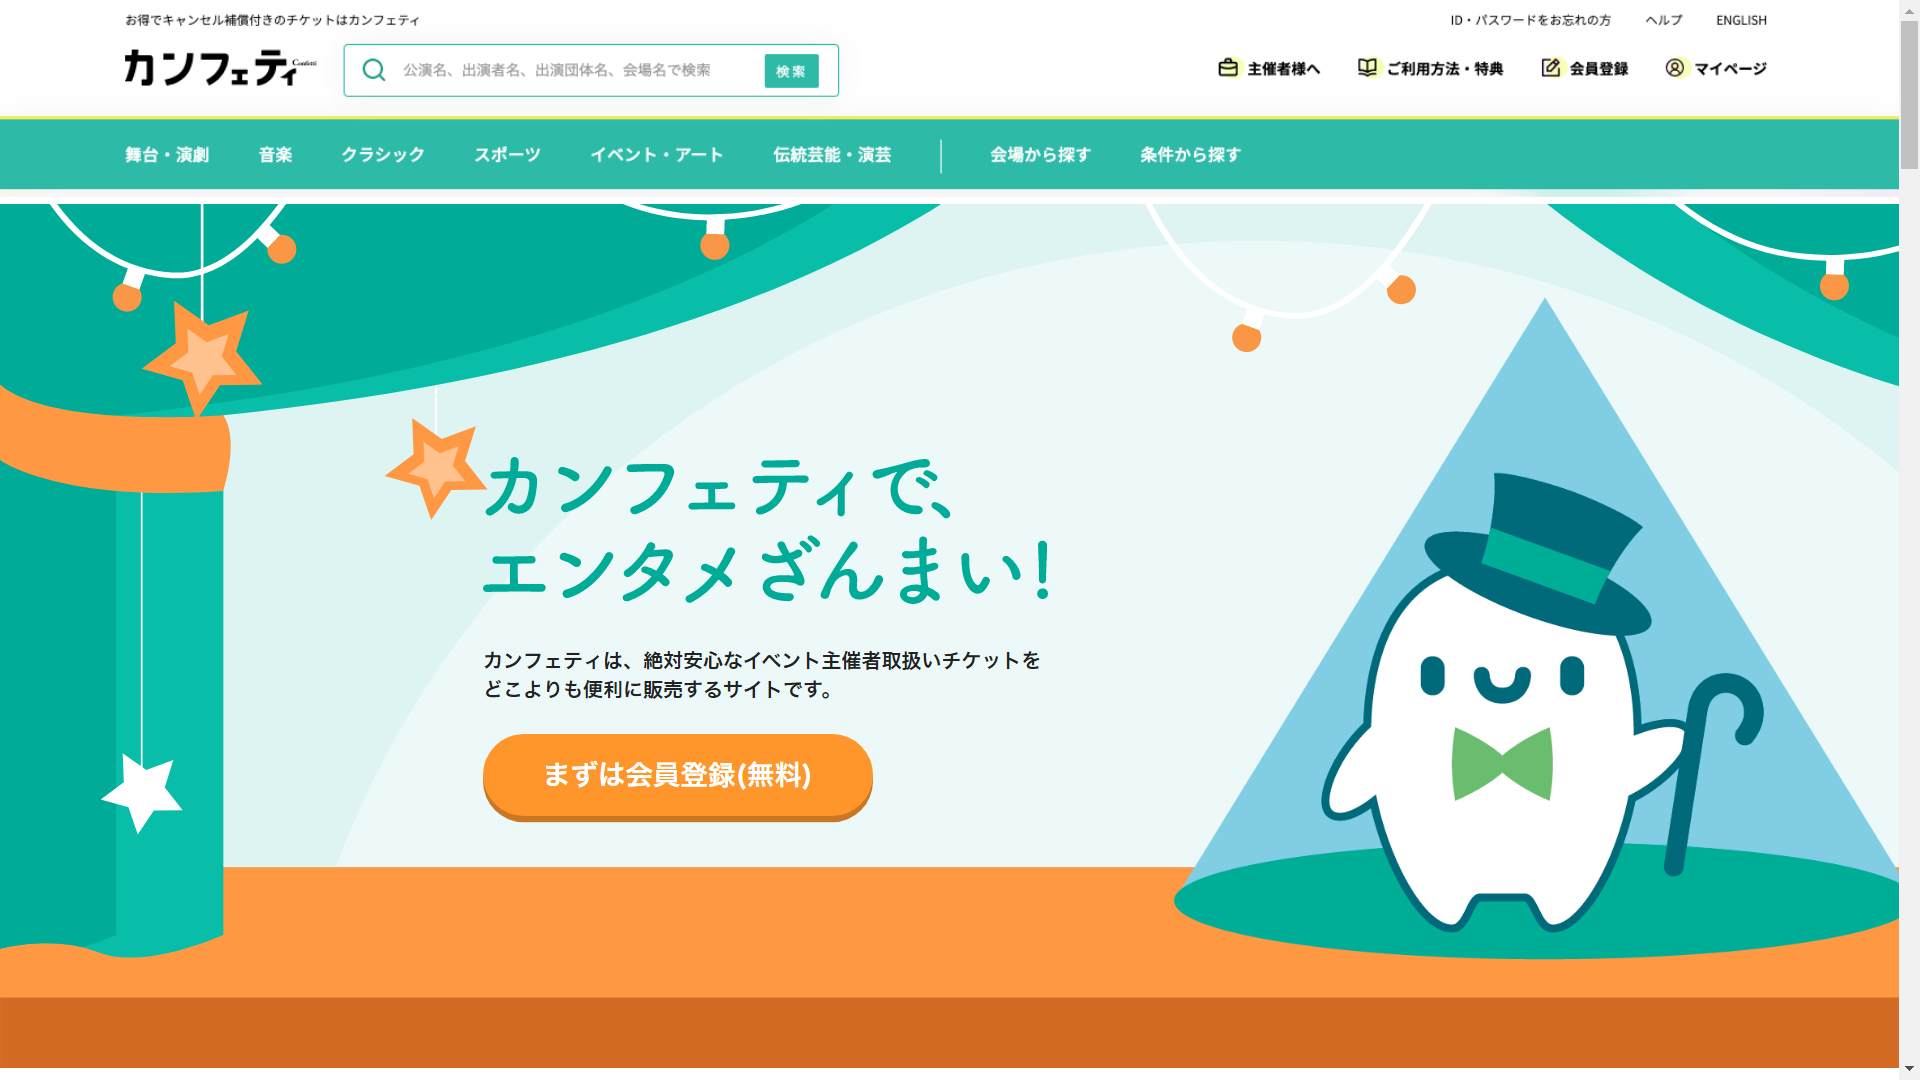 お得でキャンセル補償付きのチケットはカンフェティ
ID・パスワードをお忘れの方 ヘルプ ENGLISH
カンフェティ Confetti
公演名、出演者名、出演団体名、会場名で検索 検索
主催者様へ ご利用方法・特典 会員登録 マイページ
舞台・演劇 音楽 クラシック スポーツ イベント・アート 伝統芸能・演芸 会場から探す 条件から探す
カンフェティで、
エンタメざんまい!
カンフェティは、絶対安心なイベント主催者取扱いチケットを
どこよりも便利に販売するサイトです。
まずは会員登録(無料)